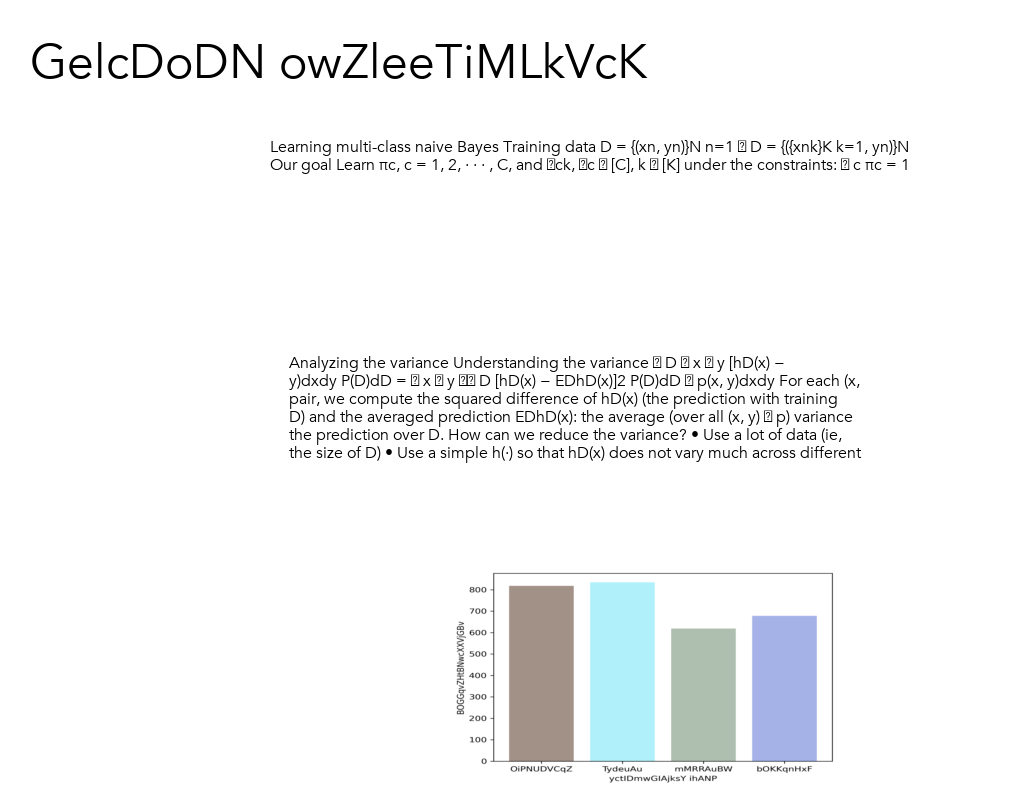 GelcDoDN owZleeTiMLkVcK
Learning multi-class naive Bayes Training data D = {(xn, yn)}N n=1 � D = {({xnk}K k=1, yn)}N
Our goal Learn πc, c = 1, 2, · · · , C, and �ck, �c � [C], k � [K] under the constraints: � c πc = 1
Analyzing the variance Understanding the variance � D � x � y [hD(x) −
y)dxdy P(D)dD = � x � y �� D [hD(x) − EDhD(x)]2 P(D)dD � p(x, y)dxdy For each (x,
pair, we compute the squared difference of hD(x) (the prediction with training
D) and the averaged prediction EDhD(x): the average (over all (x, y) � p) variance
the prediction over D. How can we reduce the variance? • Use a lot of data (ie,
the size of D) • Use a simple h(·) so that hD(x) does not vary much across different
800
700
600
500
400
300
200
100
0
BOGGqvZHtBNwcXXVjGBv
OiPNUDVCqZ TydeuAu mMRRAuBW bOKKqnHxF
yctIDmwGIAjksY ihANP